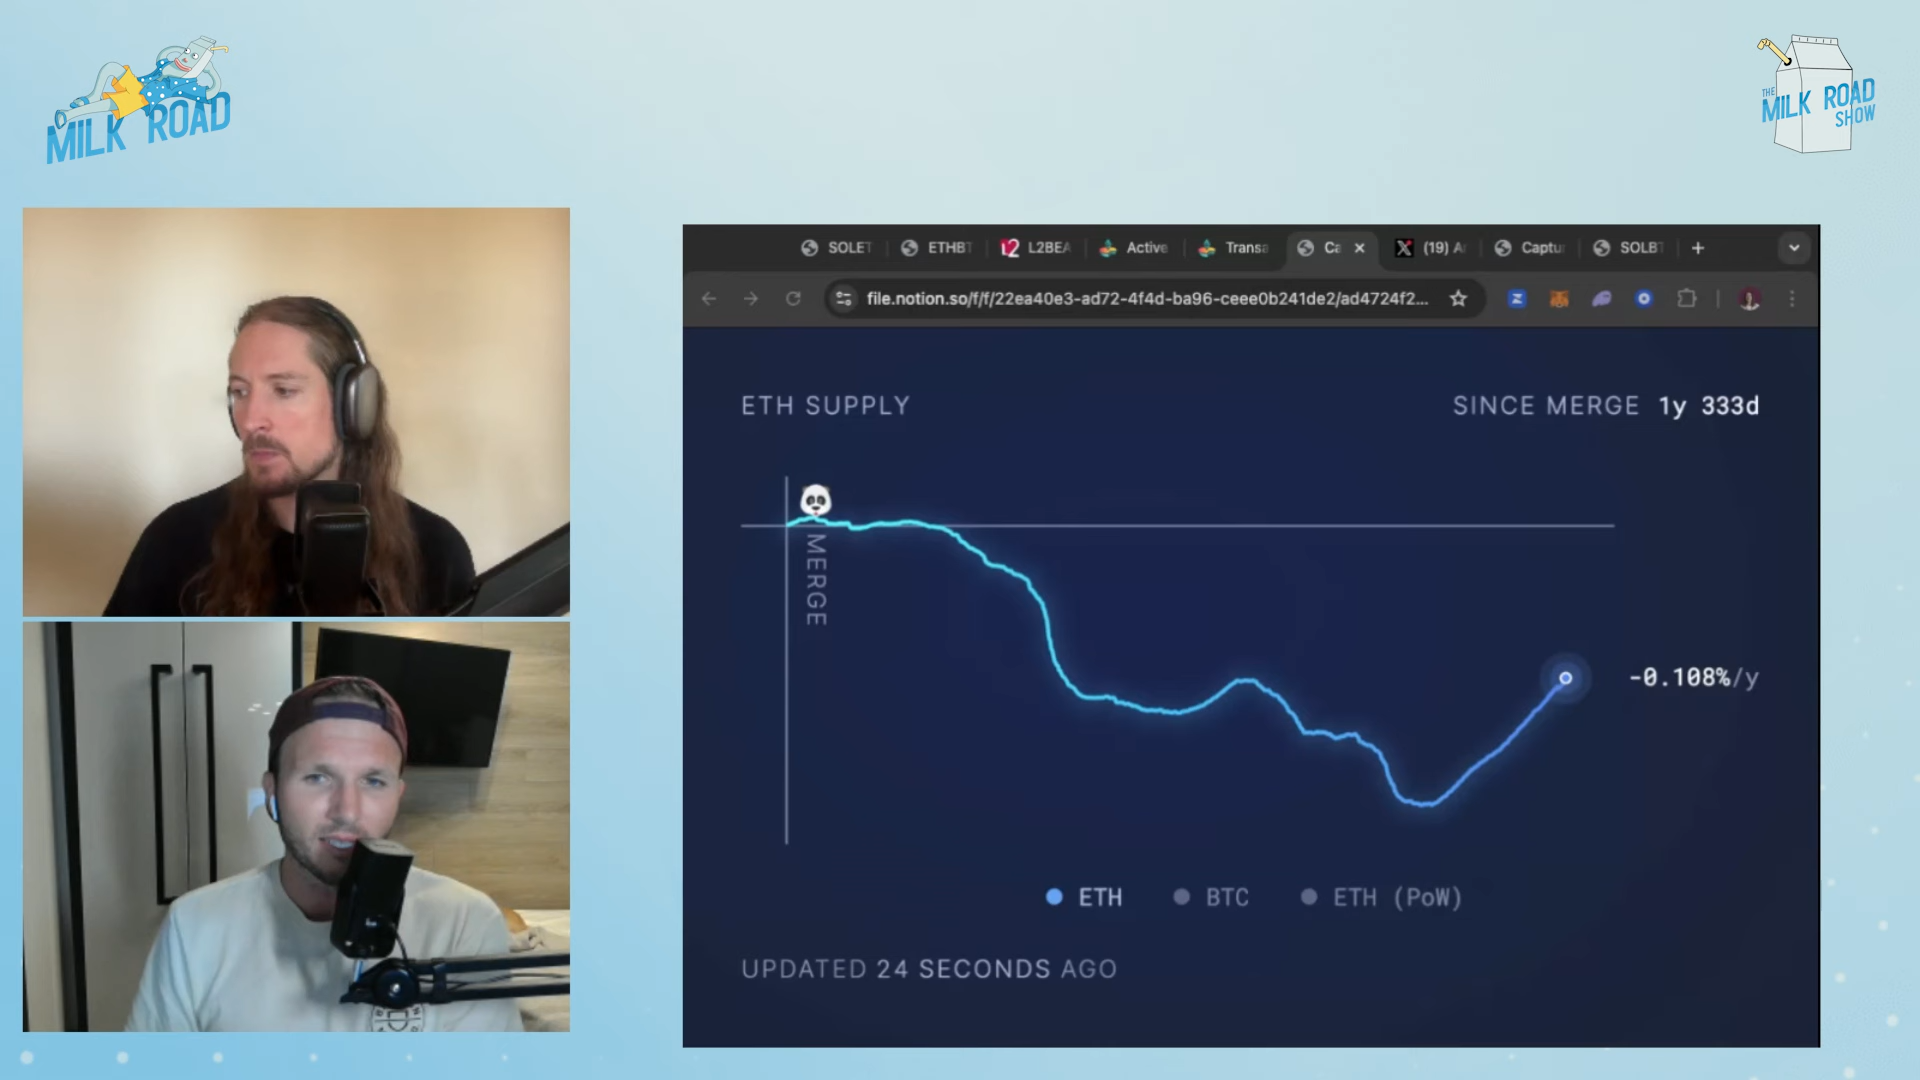 MILK ROAD
THE
MILK ROAD
SHOW
SOLET
ETHBT
L2BEA
Active
Transa
Ca
(19) A
Captu
SOLBT
file.notion.so/f/f/22ea40e3-ad72-4f4d-ba96-ceee0b241de2/ad4724f2...
ETH SUPPLY
SINCE MERGE 1y 333d
MERGE
-0.108%/y
ETH
BTC
ETH (PoW)
UPDATED 24 SECONDS AGO